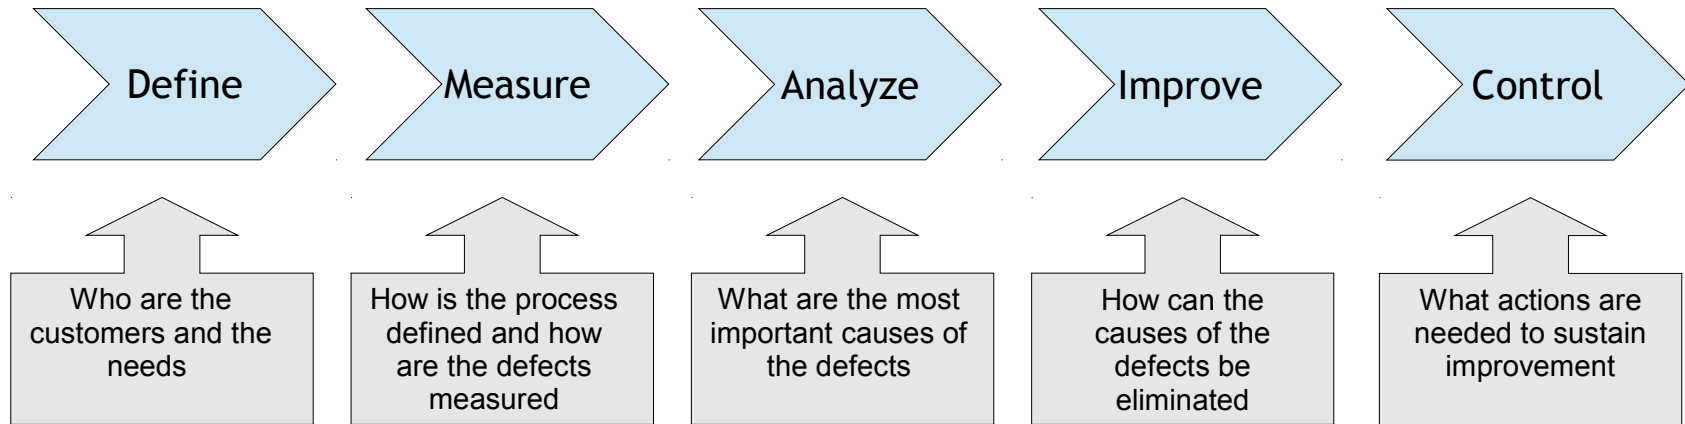 Define
Measure
Analyze
Improve
Control
Who are the
customers and the
needs
How is the process
defined and how
are the defects
measured
What are the most
important causes of
the defects
How can the
causes of the
defects be
eliminated
What actions are
needed to sustain
improvement